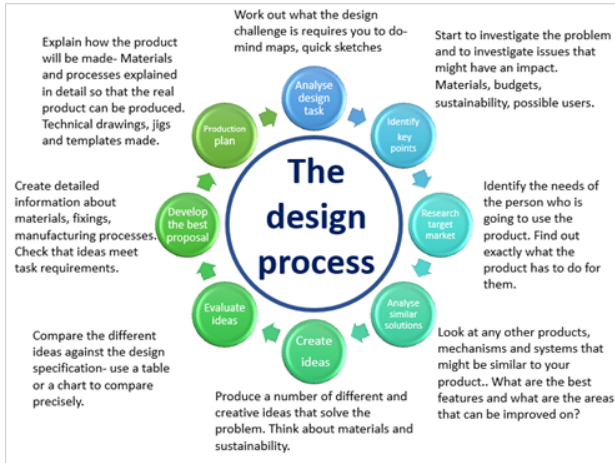 Work out what the design
challenge is requires you to do-
mind maps, quick sketches
Analyse
design
task
Start to investigate the problem
and to investigate issues that
might have an impact.
Materials, budgets,
sustainability, possible users.
Identify
key
points
Identify the needs of
the person who is
going to use the
product. Find out
exactly what the
product has to do for
them.
Research
target
market
Look at any other products,
mechanisms and systems that
might be similar to your
product.. What are the best
features and what are the areas
that can be improved on?
Analyse
similar
solutions
Produce a number of different and
creative ideas that solve the
problem. Think about materials and
sustainability.
Create
ideas
Compare the different
ideas against the design
specification- use a table
or a chart to compare
precisely.
Evaluate
ideas
Create detailed
information about
materials, fixings,
manufacturing processes.
Check that ideas meet
task requirements.
Develop
the best
proposal
Explain how the product
will be made- Materials
and processes explained
in detail so that the real
product can be produced.
Technical drawings, jigs
and templates made.
Production
plan
The
design
process